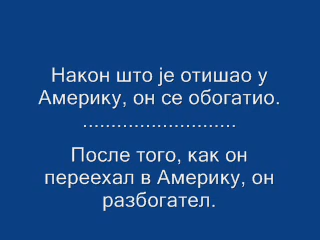 Након што је отишао у
Америку, он се обогатио.
...........................
После того, как он
переехал в Америку, он
разбогател.